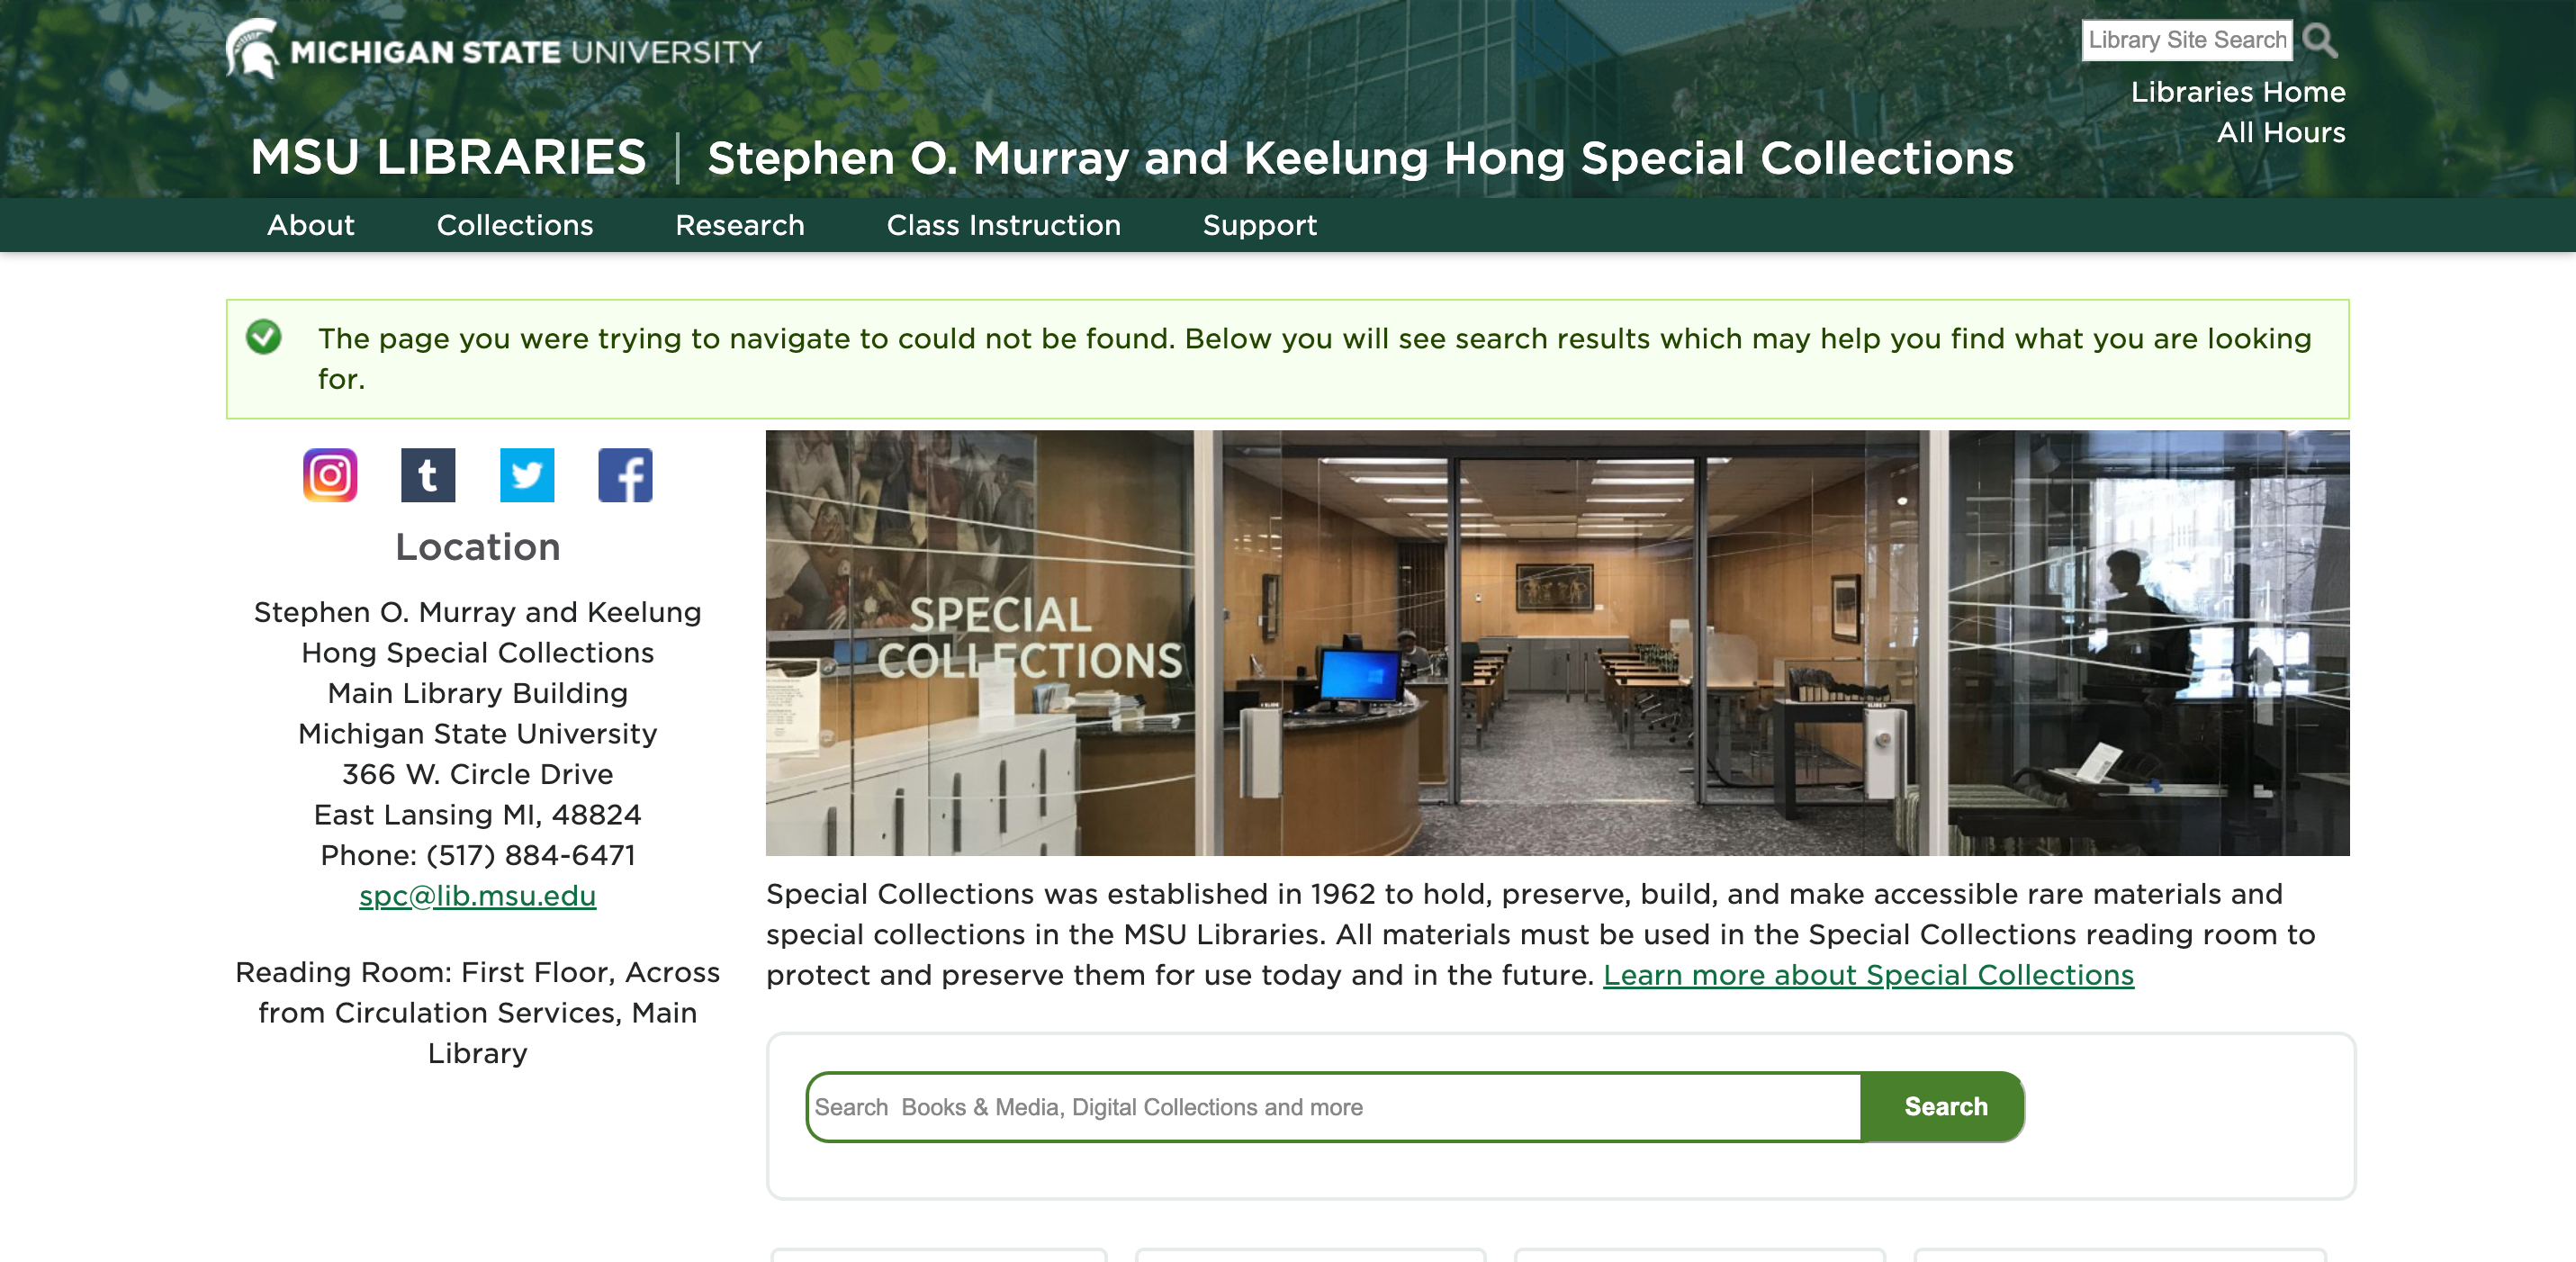 MICHIGAN STATE UNIVERSITY
Library Site Search
Libraries Home
All Hours
MSU LIBRARIES
Stephen O. Murray and Keelung Hong Special Collections
About
Collections
Research
Class Instruction
Support
The page you were trying to navigate to could not be found. Below you will see search results which may help you find what you are looking
for.
Location
Stephen O. Murray and Keelung
Hong Special Collections
Main Library Building
Michigan State University
366 W. Circle Drive
East Lansing MI, 48824
Phone: (517) 884-6471
spc@lib.msu.edu
Reading Room: First Floor, Across
from Circulation Services, Main
Library
SPECIAL
COLLECTIONS
Special Collections was established in 1962 to hold, preserve, build, and make accessible rare materials and
special collections in the MSU Libraries. All materials must be used in the Special Collections reading room to
protect and preserve them for use today and in the future. Learn more about Special Collections
Search Books & Media, Digital Collections and more
Search